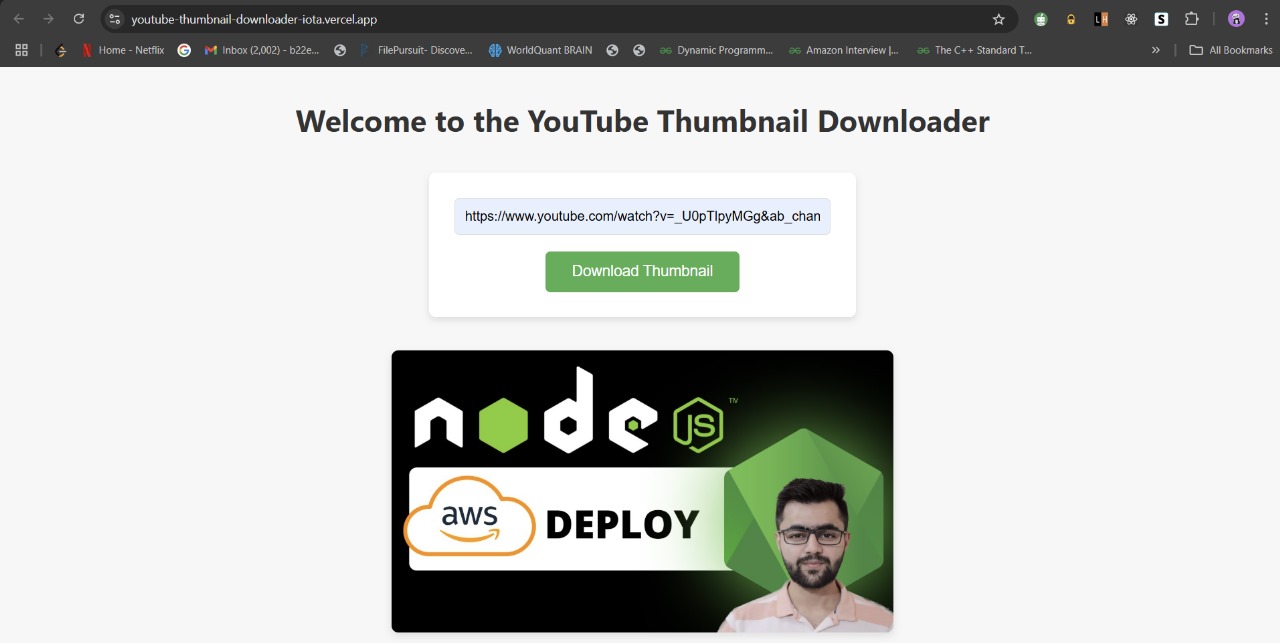 youtube-thumbnail-downloader-iota.vercel.app
Home - Netflix
Inbox (2,002) - b22e...
FilePursuit- Discove...
WorldQuant BRAIN
Dynamic Programm...
Amazon Interview |...
The C++ Standard T...
»
All Bookmarks
Welcome to the YouTube Thumbnail Downloader
https://www.youtube.com/watch?v=_U0pTlpyMGg&ab_chan
Download Thumbnail
node JS TM
aws DEPLOY